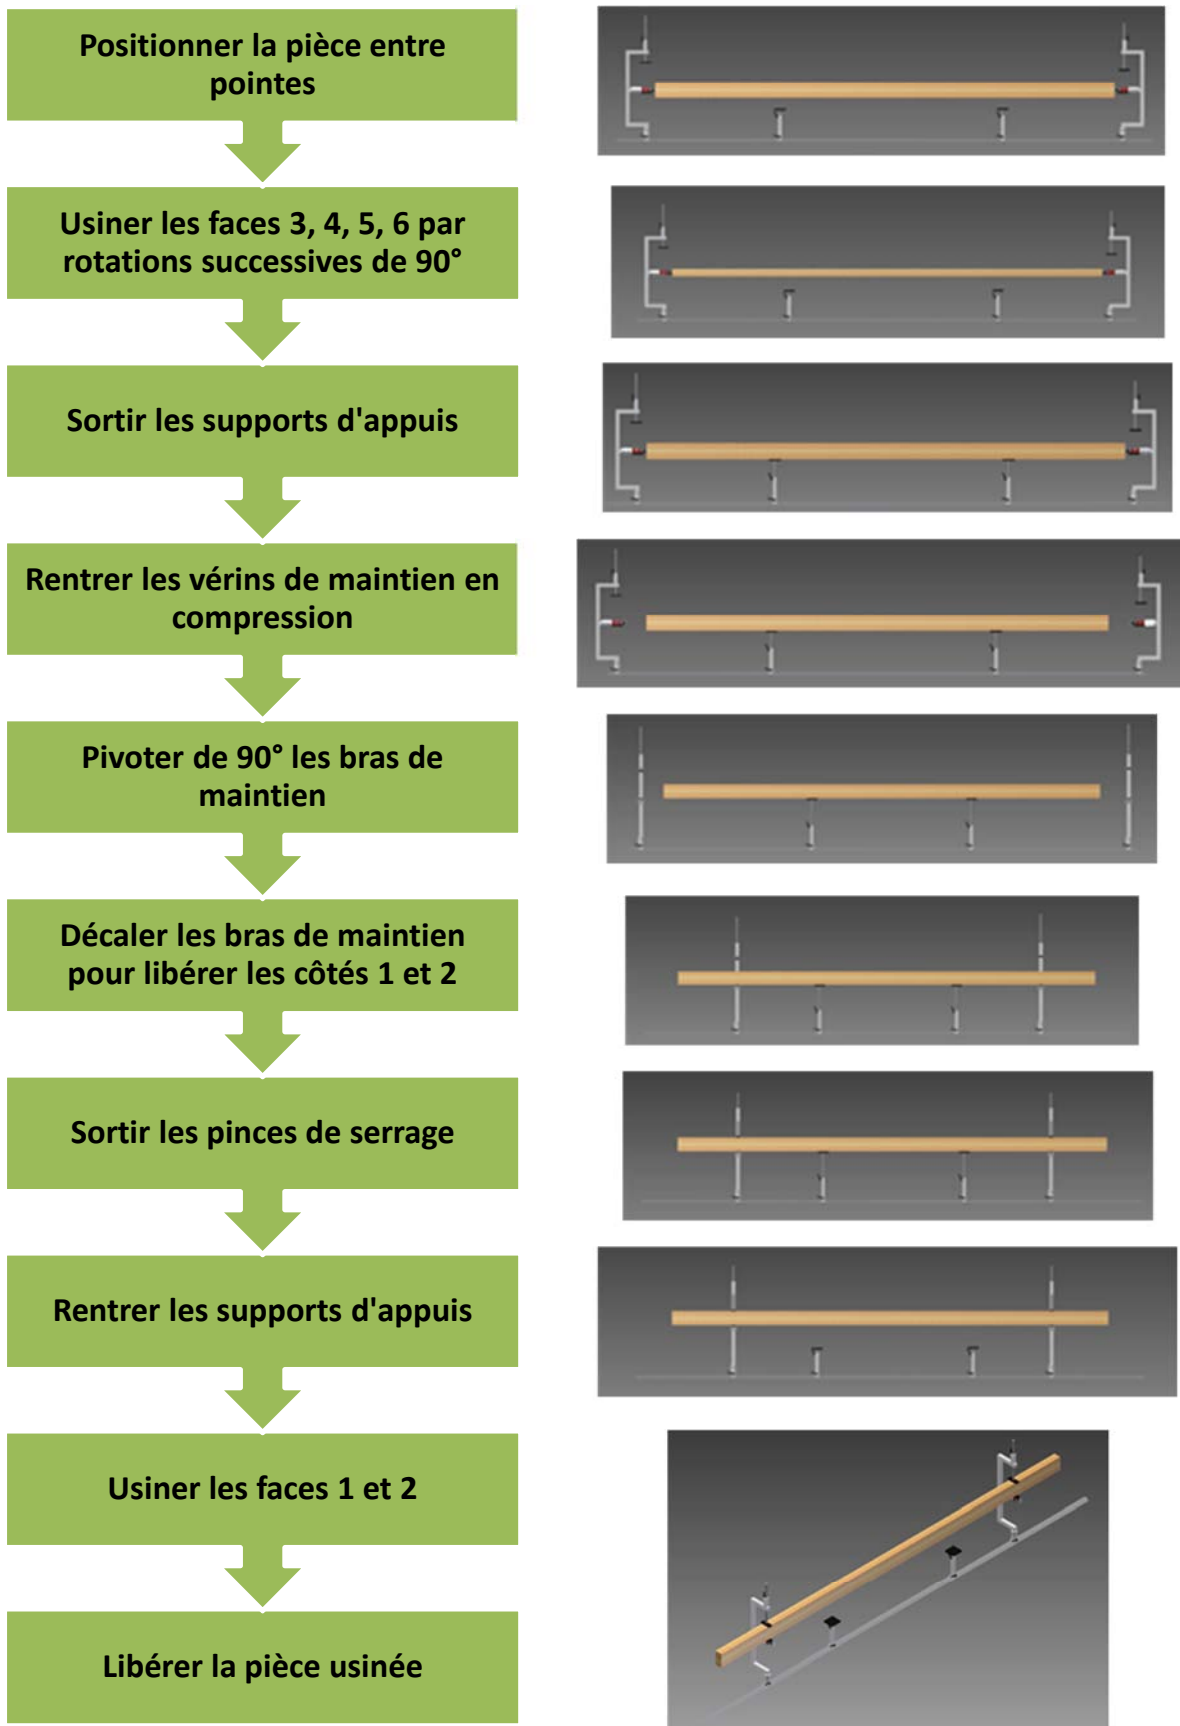 Positionner la pièce entre
pointes
Usiner les faces 3, 4, 5, 6 par
rotations successives de 90°
Sortir les supports d'appuis
Rentrer les vérins de maintien en
compression
Pivoter de 90° les bras de
maintien
Décaler les bras de maintien
pour libérer les côtés 1 et 2
Sortir les pinces de serrage
Rentrer les supports d'appuis
Usiner les faces 1 et 2
Libérer la pièce usinée